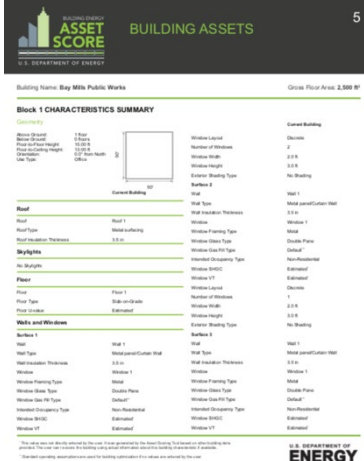 BUILDING ENERGY
ASSET
SCORE
U.S. DEPARTMENT OF ENERGY
BUILDING ASSETS
5
Building Name: Bay Mills Public Works
Gross Floor Area: 2,500 ft²
Block 1 CHARACTERISTICS SUMMARY
Geometry
Above Ground: 1 floor
Below Ground: 0 floors
Floor-to-Floor Height: 15.00 ft
Floor-to-Ceiling Height: 12.00 ft
Orientation: 0.0° from North
Use Type: Office
50'
50'
Current Building
Roof
Roof Roof 1
Roof Type Metal surfacing
Roof Insulation Thickness 3.5 in
Skylights
No Skylights
Floor
Floor Floor 1
Floor Type Slab-on-Grade
Floor U-value Estimated*
Walls and Windows
Surface 1
Wall Wall 1
Wall Type Metal panel/Curtain Wall
Wall Insulation Thickness 3.5 in
Window Window 1
Window Framing Type Metal
Window Glass Type Double Pane
Window Gas Fill Type Default**
Intended Occupancy Type Non-Residential
Window SHGC Estimated*
Window VT Estimated*
Current Building
Window Layout Discrete
Number of Windows 2
Window Width 2.0 ft
Window Height 3.0 ft
Exterior Shading Type No Shading
Surface 2
Wall Wall 1
Wall Type Metal panel/Curtain Wall
Wall Insulation Thickness 3.5 in
Window Window 1
Window Framing Type Metal
Window Glass Type Double Pane
Window Gas Fill Type Default**
Intended Occupancy Type Non-Residential
Window SHGC Estimated*
Window VT Estimated*
Window Layout Discrete
Number of Windows 1
Window Width 2.0 ft
Window Height 3.0 ft
Exterior Shading Type No Shading
Surface 3
Wall Wall 1
Wall Type Metal panel/Curtain Wall
Wall Insulation Thickness 3.5 in
Window Window 1
Window Framing Type Metal
Window Glass Type Double Pane
Window Gas Fill Type Default**
Intended Occupancy Type Non-Residential
Window SHGC Estimated*
Window VT Estimated*
U.S. DEPARTMENT OF
ENERGY